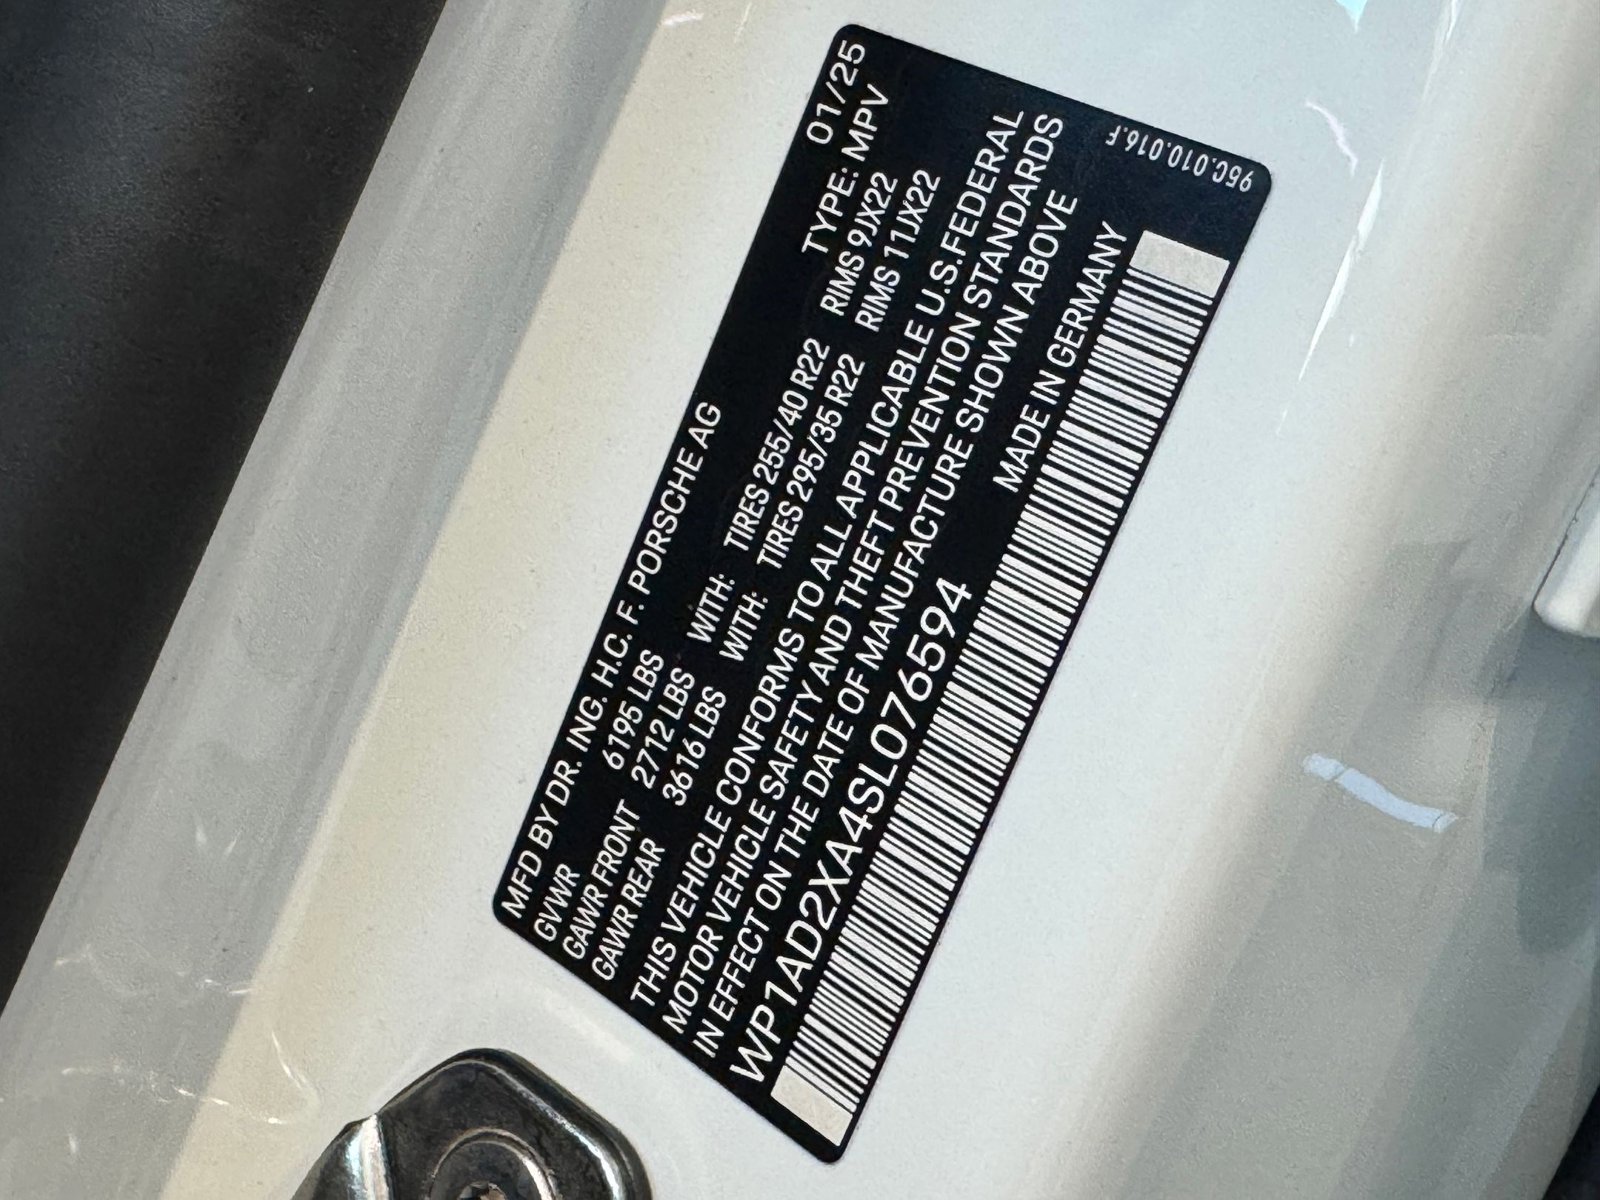 MFD BY DR. ING. H.C. F. PORSCHE AG 01/25
GVWR 6195 LBS TYPE: MPV
GAWR FRONT 2712 LBS WITH: TIRES 255/40 R22 RIMS 9JX22
GAWR REAR 3616 LBS WITH: TIRES 295/35 R22 RIMS 11JX22
THIS VEHICLE CONFORMS TO ALL APPLICABLE U.S.FEDERAL
MOTOR VEHICLE SAFETY AND THEFT PREVENTION STANDARDS
IN EFFECT ON THE DATE OF MANUFACTURE SHOWN ABOVE
WP1AD2XA4SL076594 MADE IN GERMANY
95C.010.016.F